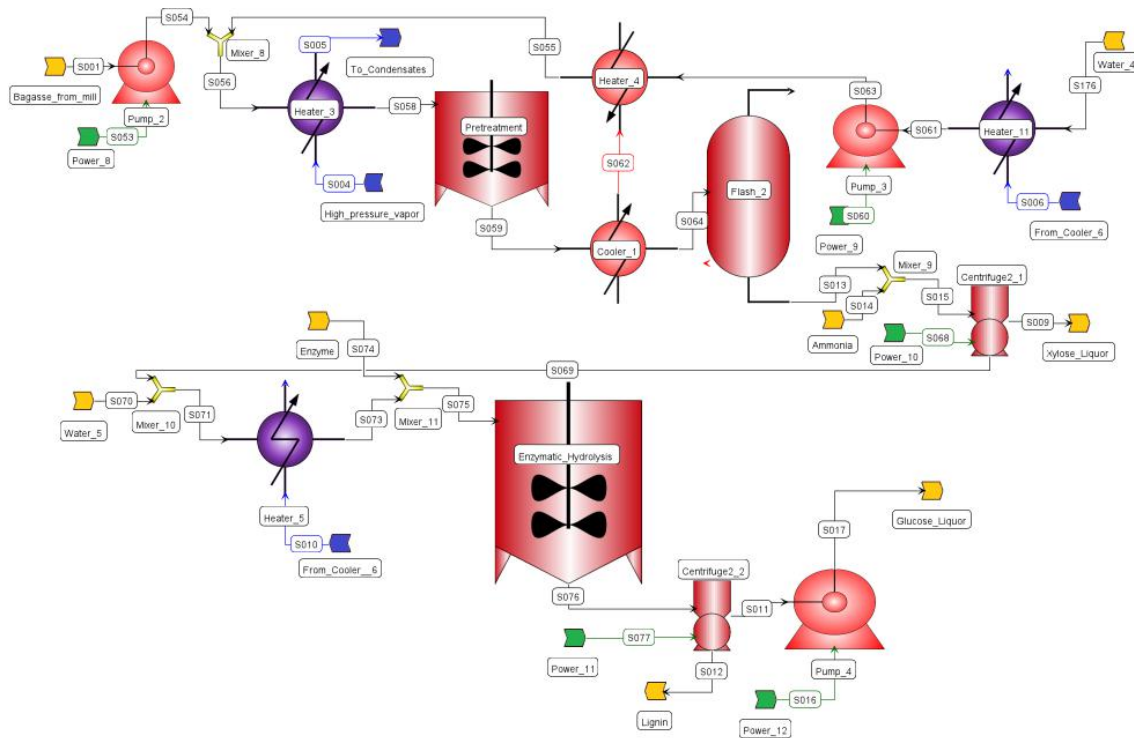 S054
S001
Bagasse_from_mill
Mixer_8
S005
To_Condensates
S055
Heater_4
S063
Water_4
S176
S056
Heater_3
S058
Pretreatment
Pump_2
S053
Power_8
S004
High_pressure_vapor
S059
S062
Cooler_1
S064
Flash_2
S061
Heater_11
Pump_3
S060
Power_9
S006
From_Cooler_6
Mixer_9
S013
S014
S015
Centrifuge2_1
Ammonia
S068
Power_10
S009
Xylose_Liquor
Enzyme
S074
S069
S070
Water_5
Mixer_10
S071
S073
Mixer_11
S075
Enzymatic_Hydrolysis
Heater_5
S010
From_Cooler__6
S017
Glucose_Liquor
Centrifuge2_2
S076
S011
S077
Power_11
S012
Lignin
Pump_4
S016
Power_12